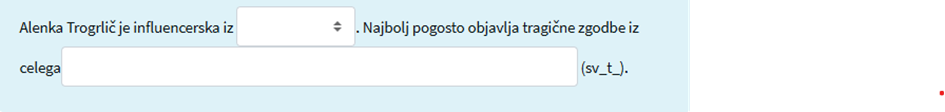 Alenka Trogrlič je influencerska iz . Najbolj pogosto objavlja tragične zgodbe iz
celega (sv_t_).